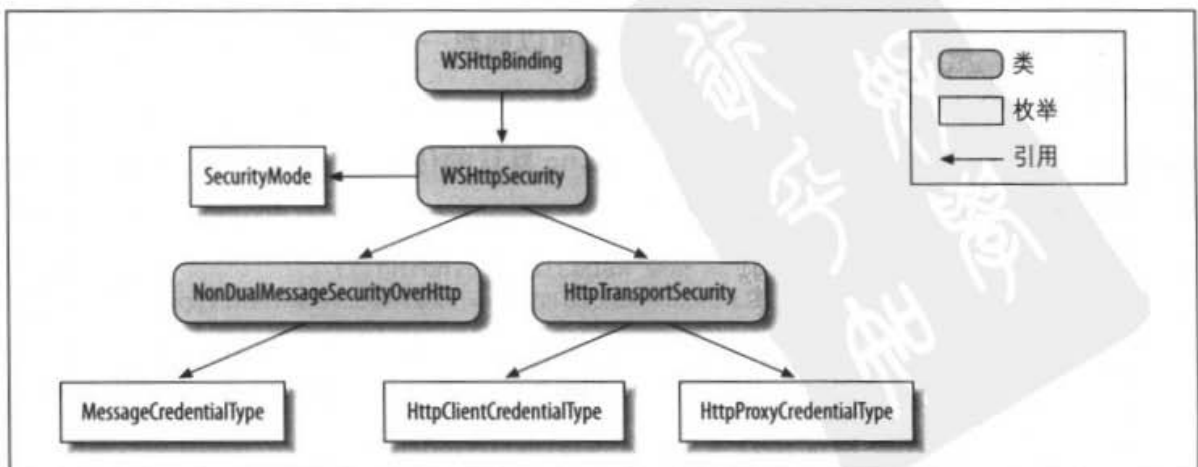 WSHttpBinding
类
枚举
引用
SecurityMode
WSHttpSecurity
NonDualMessageSecurityOverHttp
HttpTransportSecurity
MessageCredentialType
HttpClientCredentialType
HttpProxyCredentialType